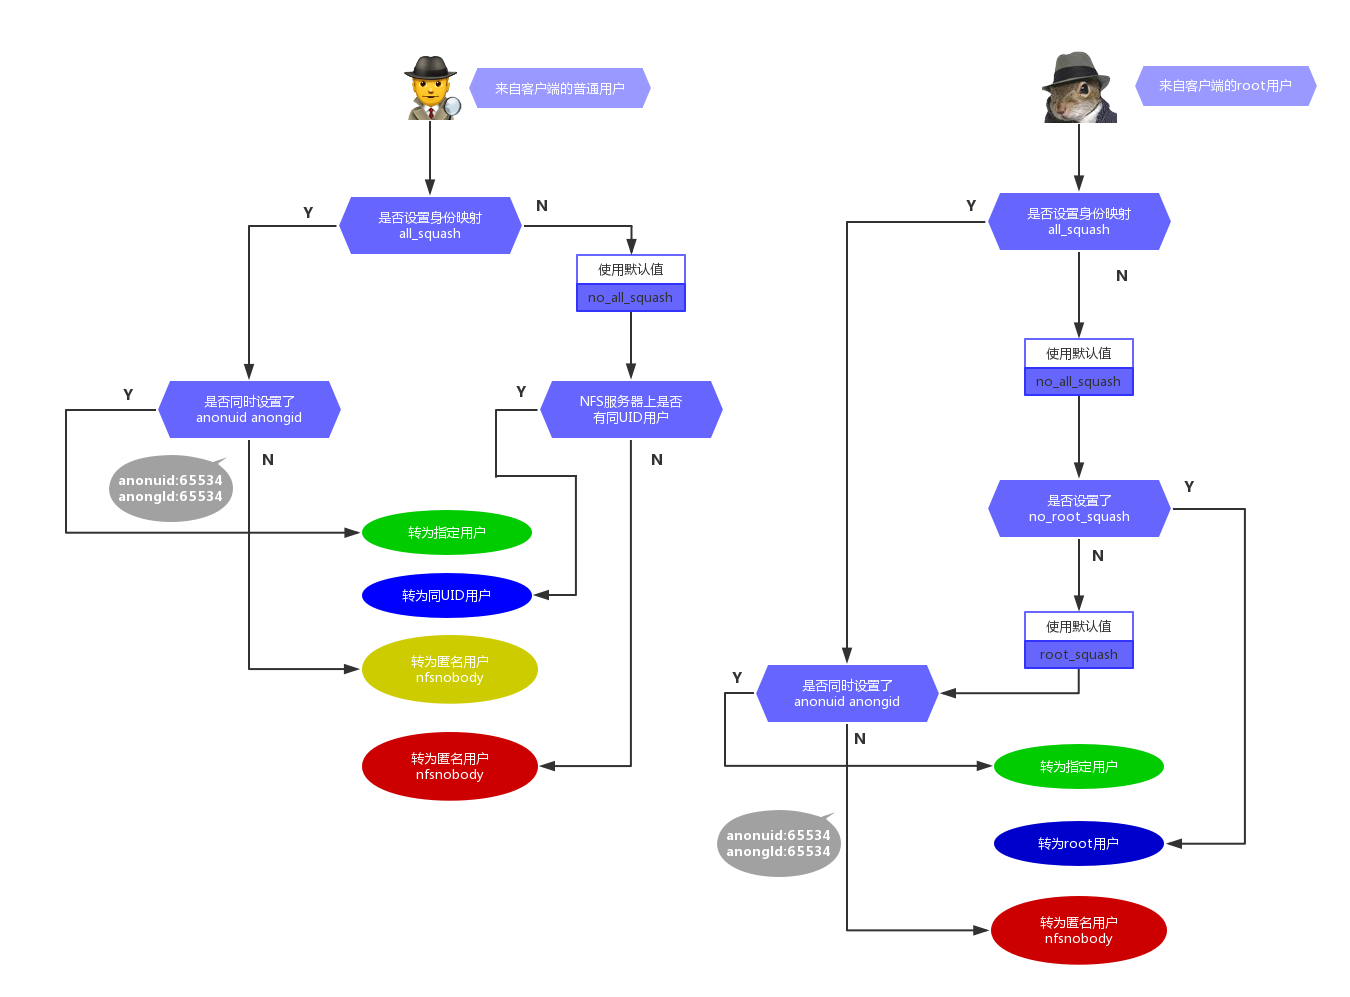 来自客户端的普通用户
Y
是否设置身份映射
all_squash
N
使用默认值
no_all_squash
Y
是否同时设置了
anonuid anongid
N
anonuid:65534
anongId:65534
Y
NFS服务器上是否
有同UID用户
N
转为指定用户
转为同UID用户
转为匿名用户
nfsnobody
转为匿名用户
nfsnobody
来自客户端的root用户
Y
是否设置身份映射
all_squash
N
使用默认值
no_all_squash
是否设置了
no_root_squash
Y
N
使用默认值
root_squash
Y
是否同时设置了
anonuid anongid
N
anonuid:65534
anongId:65534
转为指定用户
转为root用户
转为匿名用户
nfsnobody